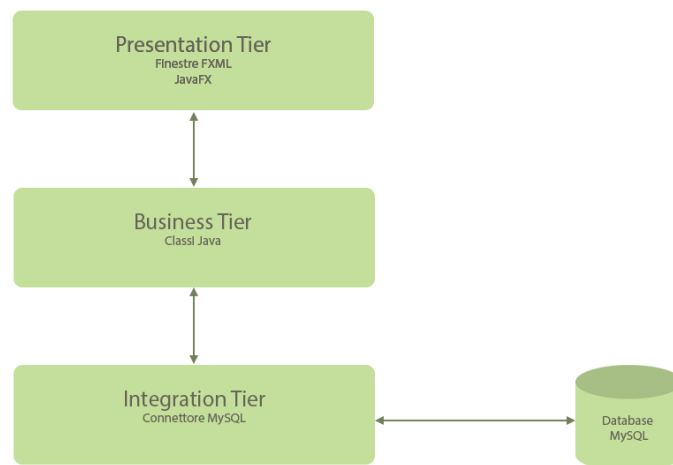 Presentation Tier
Finestre FXML
JavaFX
Business Tier
Classi Java
Integration Tier
Connettore MySQL
Database
MySQL